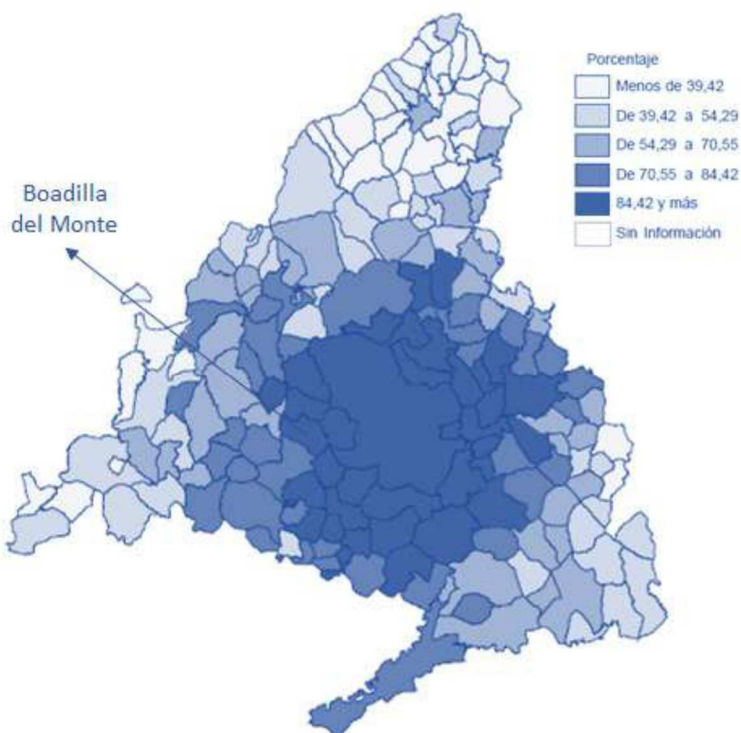 Porcentaje
Menos de 39,42
De 39,42 a 54,29
De 54,29 a 70,55
De 70,55 a 84,42
84,42 y más
Sin Información
Boadilla
del Monte